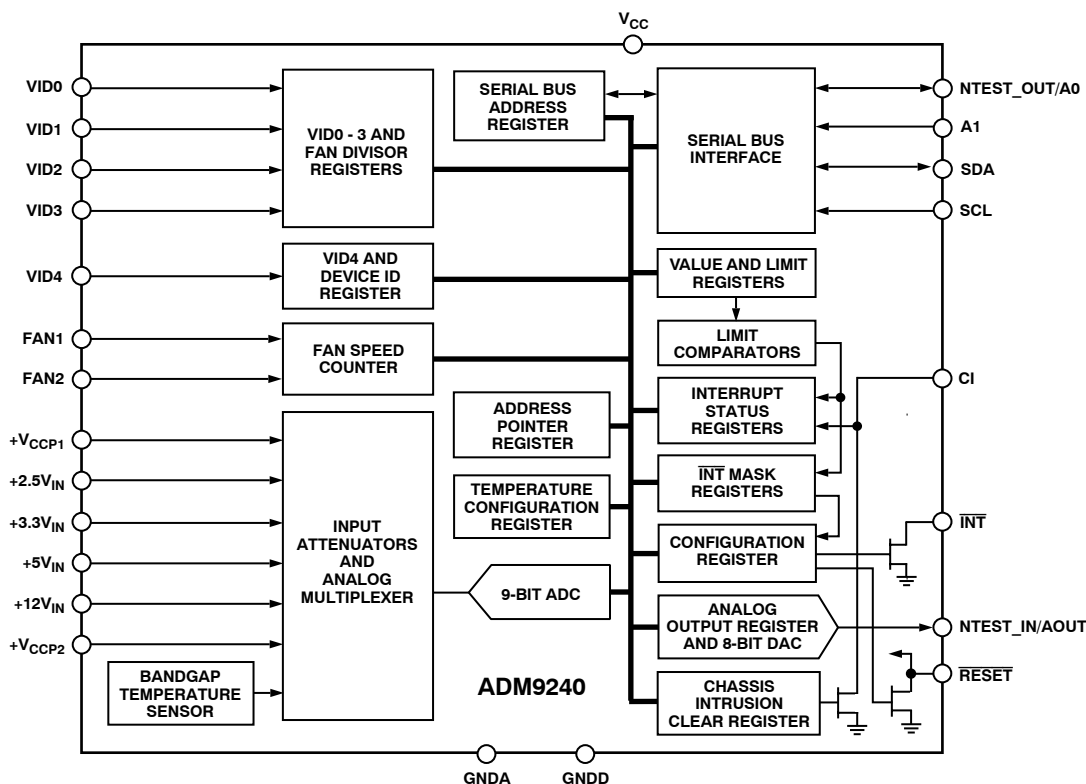 VCC
VID0
VID1
VID2
VID3
VID4
FAN1
FAN2
+VCCP1
+2.5VIN
+3.3VIN
+5VIN
+12VIN
+VCCP2
VID0 - 3 AND
FAN DIVISOR
REGISTERS
VID4 AND
DEVICE ID
REGISTER
FAN SPEED
COUNTER
INPUT
ATTENUATORS
AND
ANALOG
MULTIPLEXER
BANDGAP
TEMPERATURE
SENSOR
SERIAL BUS
ADDRESS
REGISTER
ADDRESS
POINTER
REGISTER
TEMPERATURE
CONFIGURATION
REGISTER
9-BIT ADC
ADM9240
SERIAL BUS
INTERFACE
VALUE AND LIMIT
REGISTERS
LIMIT
COMPARATORS
INTERRUPT
STATUS
REGISTERS
INT MASK
REGISTERS
CONFIGURATION
REGISTER
ANALOG
OUTPUT REGISTER
AND 8-BIT DAC
CHASSIS
INTRUSION
CLEAR REGISTER
NTEST_OUT/A0
A1
SDA
SCL
CI
INT
NTEST_IN/AOUT
RESET
GNDA
GNDD